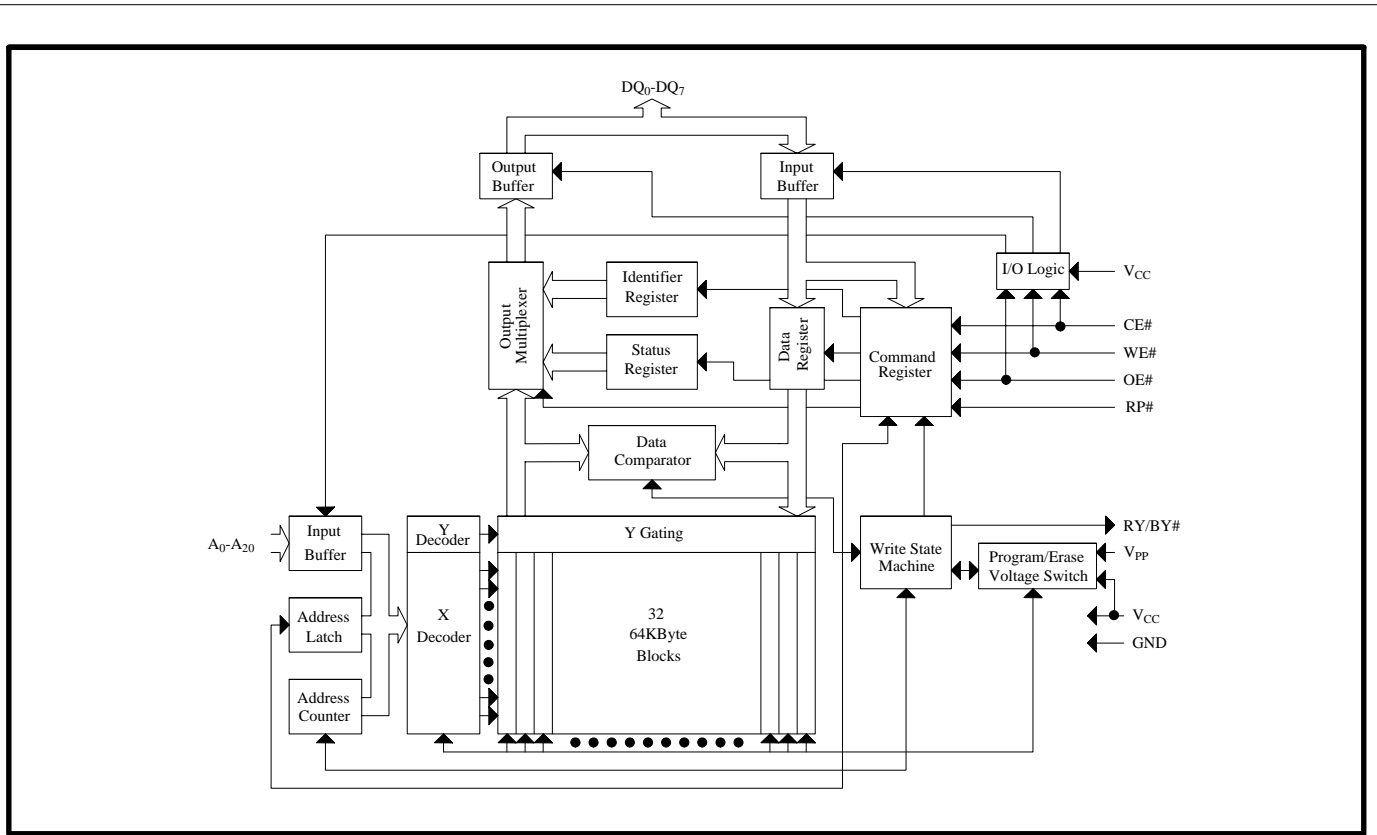 DQ0-DQ7
Output
Buffer
Input
Buffer
I/O Logic
VCC
Output
Multiplexer
Identifier
Register
Status
Register
Data
Register
Command
Register
CE#
WE#
OE#
RP#
Data
Comparator
A0-A20
Input
Buffer
Y
Decoder
Y Gating
Write State
Machine
RY/BY#
Program/Erase
Voltage Switch
VPP
VCC
GND
Address
Latch
X
Decoder
32
64KByte
Blocks
Address
Counter